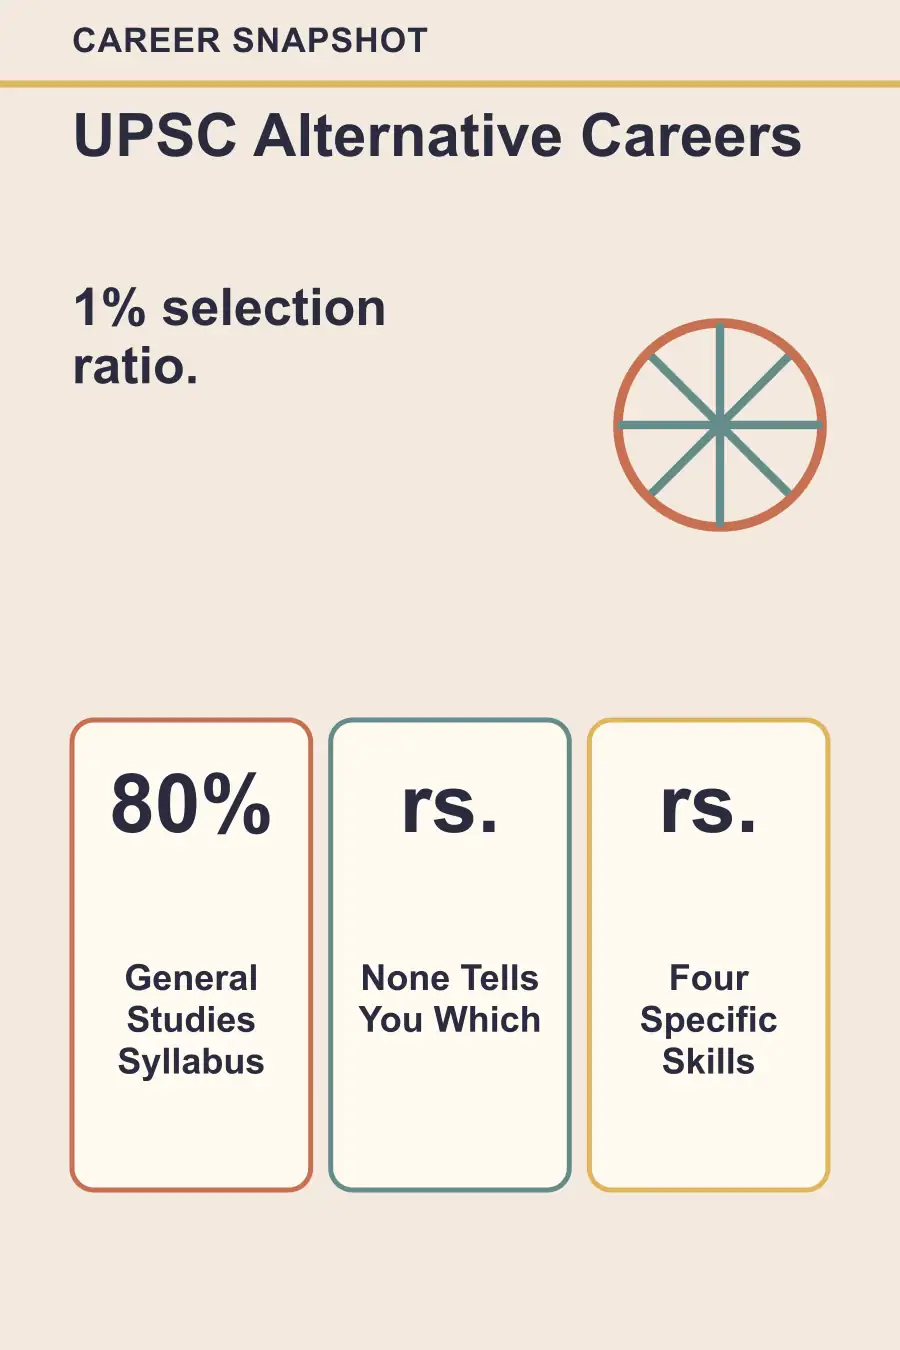 CAREER SNAPSHOT
UPSC Alternative Careers
1% selection
ratio.
80%
General
Studies
Syllabus
rs.
None Tells
You Which
rs.
Four
Specific
Skills